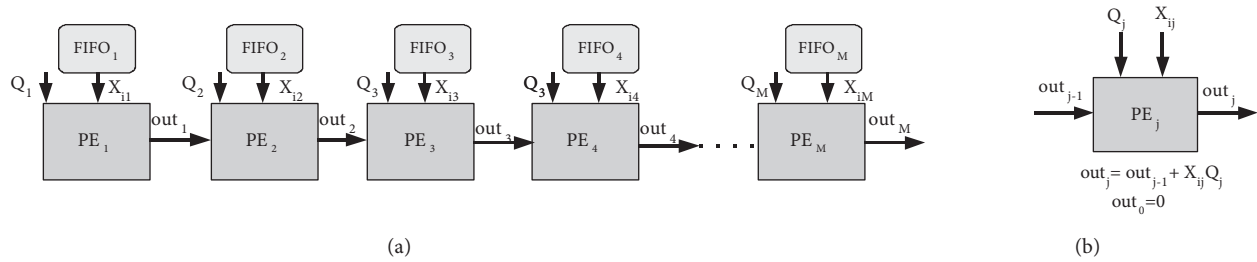 FIFO1 FIFO2 FIFO3 FIFO4 FIFOM
Q1 Xi1 Q2 Xi2 Q3 Xi3 Q3 Xi4 QM XiM
out1 out2 out3 out4 outM
PE1 PE2 PE3 PE4 . . . . PEM
(a)
Qj Xij
outj-1 PEj outj
outj= outj-1+ XijQj
out0=0
(b)